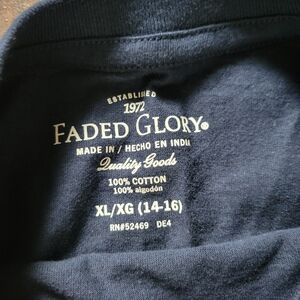 ESTABLISHED
1972
FADED GLORY®
MADE IN / HECHO EN INDIA
Quality Goods
100% COTTON
100% algodón
XL/XG (14-16)
RN#52469 DE4